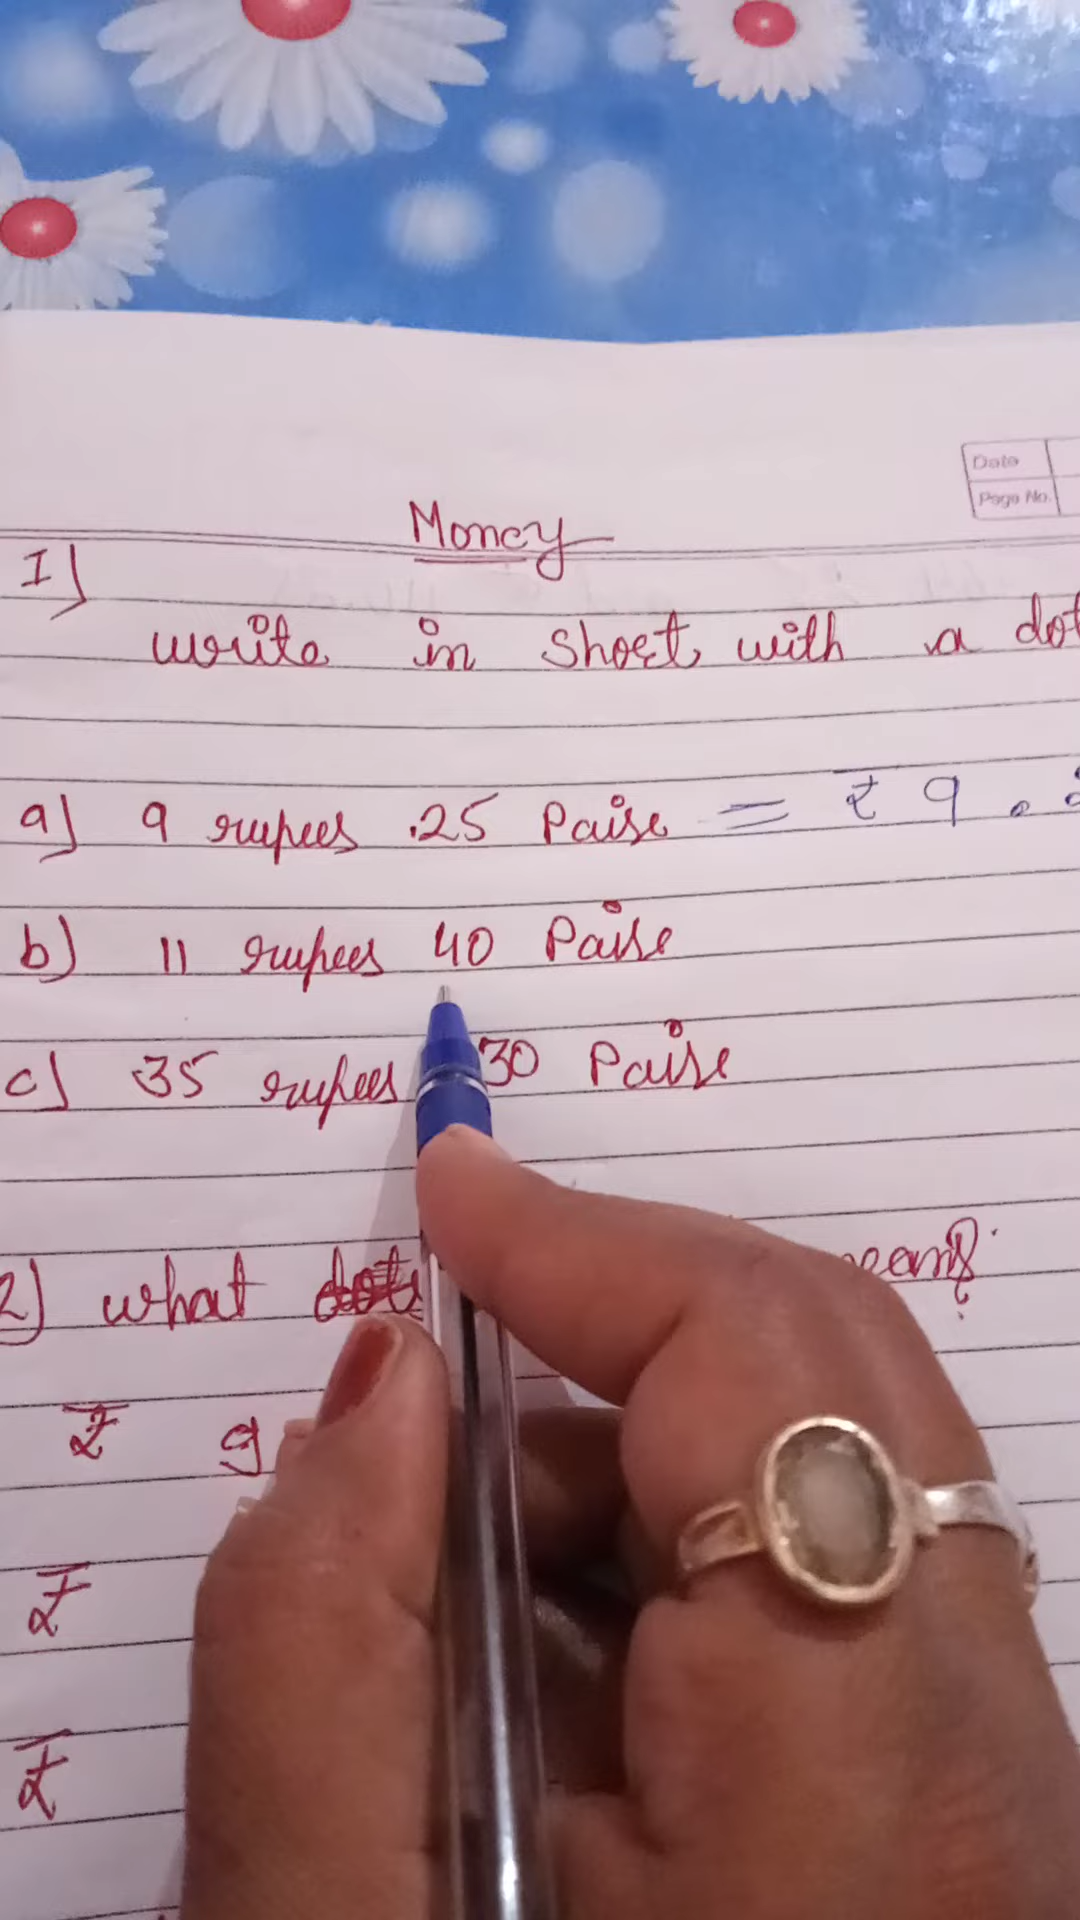 Date
Page No.
Money
I)
write in short with a dot
a) 9 rupees .25 Paise = ₹ 9 .
b) 11 rupees 40 Paise
c) 35 rupees 30 Paise
2) what
₹ 9
₹
₹